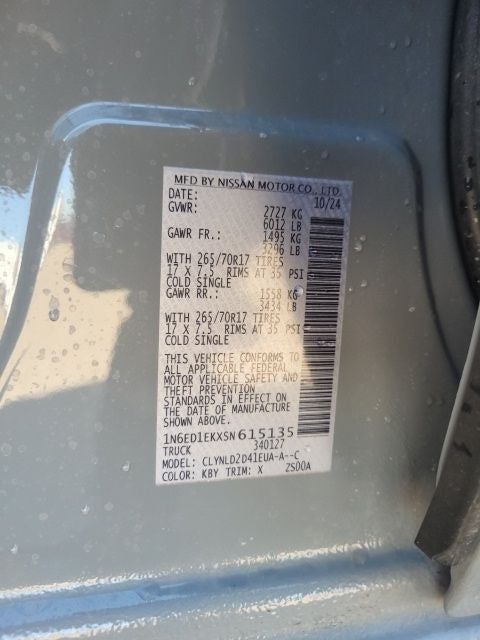 MFD BY NISSAN MOTOR CO., LTD.
DATE: 10/24
GVWR: 2727 KG
6012 LB
GAWR FR.: 1495 KG
3296 LB
WITH 265/70R17 TIRES
17 X 7.5 RIMS AT 35 PSI
COLD SINGLE
GAWR RR.: 1558 KG
3434 LB
WITH 265/70R17 TIRES
17 X 7.5 RIMS AT 35 PSI
COLD SINGLE
THIS VEHICLE CONFORMS TO
ALL APPLICABLE FEDERAL
MOTOR VEHICLE SAFETY AND
THEFT PREVENTION
STANDARDS IN EFFECT ON
THE DATE OF MANUFACTURE
SHOWN ABOVE.
1N6ED1EKXSN615135
TRUCK 340127
MODEL: CLYNLD2D41EUA-A--C
COLOR: KBY TRIM: X ZS00A